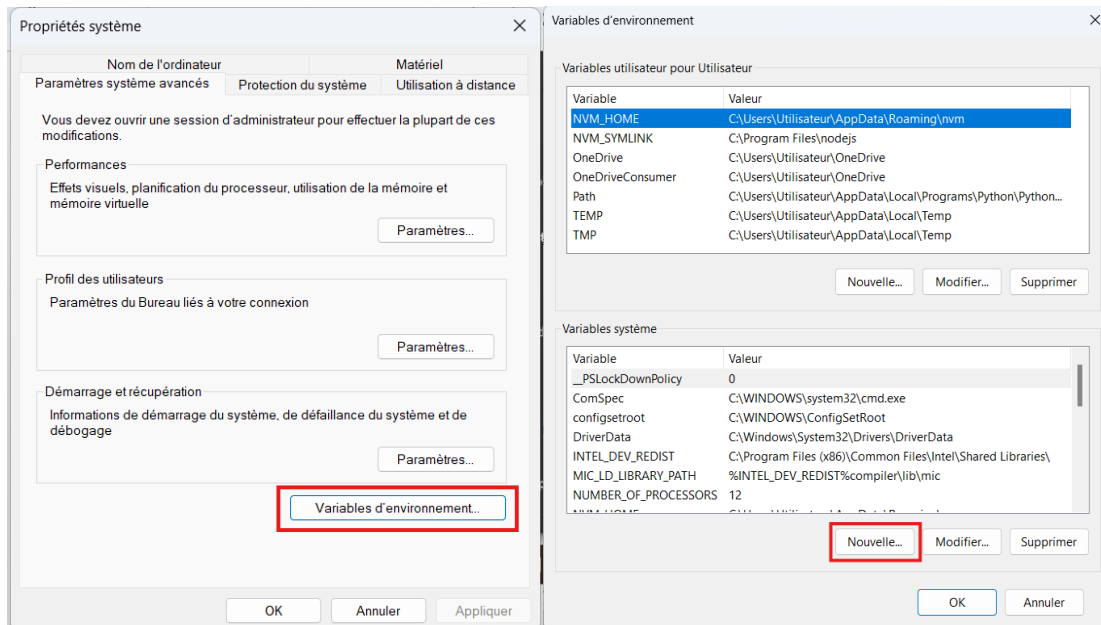 Propriétés système
Nom de l'ordinateur
Matériel
Paramètres système avancés
Protection du système
Utilisation à distance
Vous devez ouvrir une session d'administrateur pour effectuer la plupart de ces
modifications.
Performances
Effets visuels, planification du processeur, utilisation de la mémoire et
mémoire virtuelle
Paramètres...
Profil des utilisateurs
Paramètres du Bureau liés à votre connexion
Paramètres...
Démarrage et récupération
Informations de démarrage du système, de défaillance du système et de
débogage
Paramètres...
Variables d'environnement...
OK
Annuler
Appliquer
Variables d'environnement
Variables utilisateur pour Utilisateur
Variable Valeur
NVM_HOME C:\Users\Utilisateur\AppData\Roaming\nvm
NVM_SYMLINK C:\Program Files\nodejs
OneDrive C:\Users\Utilisateur\OneDrive
OneDriveConsumer C:\Users\Utilisateur\OneDrive
Path C:\Users\Utilisateur\AppData\Local\Programs\Python\Python...
TEMP C:\Users\Utilisateur\AppData\Local\Temp
TMP C:\Users\Utilisateur\AppData\Local\Temp
Nouvelle...
Modifier...
Supprimer
Variables système
Variable Valeur
__PSLockDownPolicy 0
ComSpec C:\WINDOWS\system32\cmd.exe
configsetroot C:\WINDOWS\ConfigSetRoot
DriverData C:\Windows\System32\Drivers\DriverData
INTEL_DEV_REDIST C:\Program Files (x86)\Common Files\Intel\Shared Libraries\
MIC_LD_LIBRARY_PATH %INTEL_DEV_REDIST%compiler\lib\mic
NUMBER_OF_PROCESSORS 12
Nouvelle...
Modifier...
Supprimer
OK
Annuler